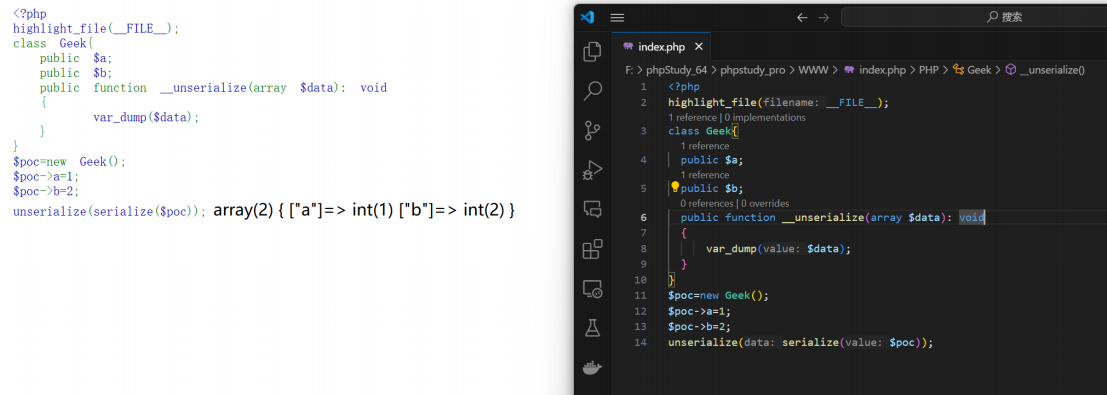 <?php
highlight_file(__FILE__);
class Geek{
public $a;
public $b;
public function __unserialize(array $data): void
{
var_dump($data);
}
}
$poc=new Geek();
$poc->a=1;
$poc->b=2;
unserialize(serialize($poc)); array(2) { ["a"]=> int(1) ["b"]=> int(2) }
搜索
index.php
F: > phpStudy_64 > phpstudy_pro > WWW > index.php > PHP > Geek > __unserialize()
1 <?php
2 highlight_file(filename: __FILE__);
1 reference | 0 implementations
3 class Geek{
1 reference
4 public $a;
1 reference
5 public $b;
0 references | 0 overrides
6 public function __unserialize(array $data): void
7 {
8 var_dump(value: $data);
9 }
10 }
11 $poc=new Geek();
12 $poc->a=1;
13 $poc->b=2;
14 unserialize(data: serialize(value: $poc));